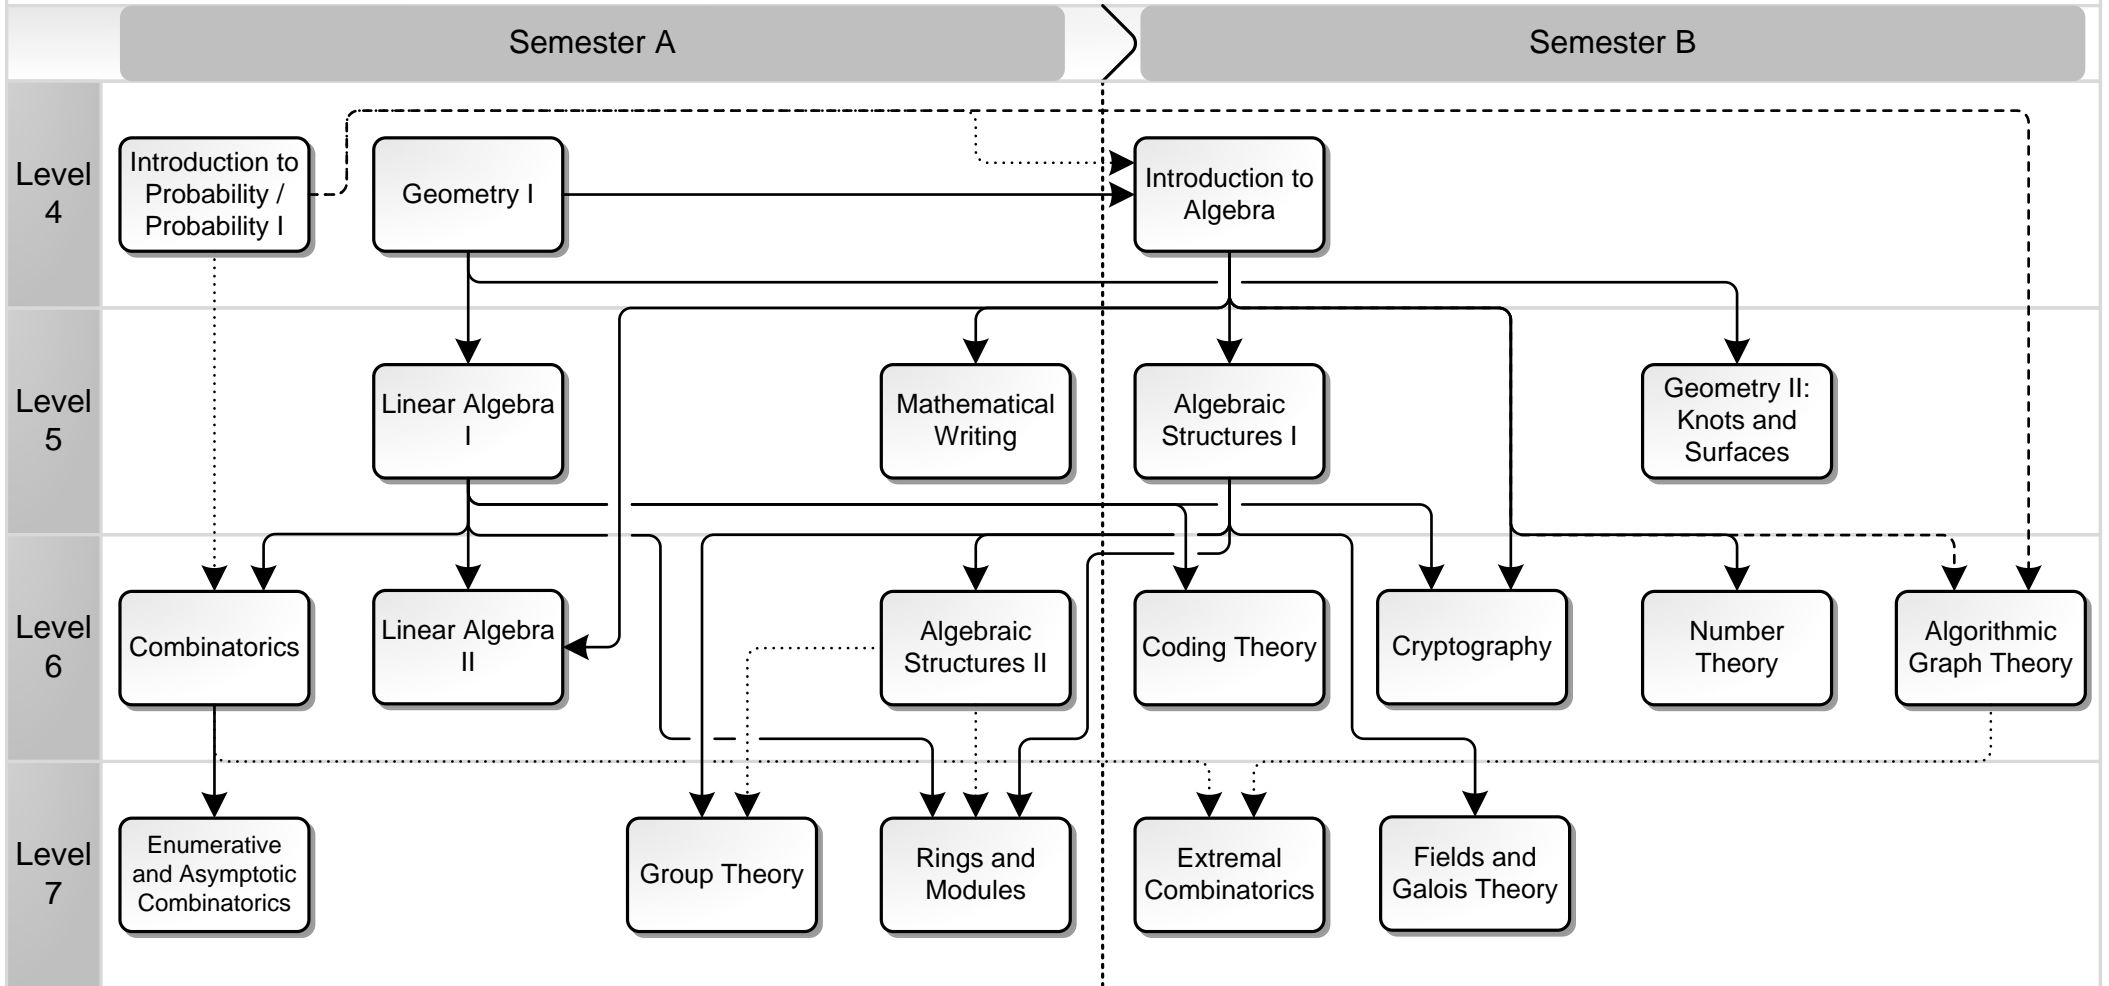 Semester A
Semester B
Level
4
Introduction to
Probability /
Probability I
Geometry I
Introduction to
Algebra
Level
5
Linear Algebra
I
Mathematical
Writing
Algebraic
Structures I
Geometry II:
Knots and
Surfaces
Level
6
Combinatorics
Linear Algebra
II
Algebraic
Structures II
Coding Theory
Cryptography
Number
Theory
Algorithmic
Graph Theory
Level
7
Enumerative
and Asymptotic
Combinatorics
Group Theory
Rings and
Modules
Extremal
Combinatorics
Fields and
Galois Theory